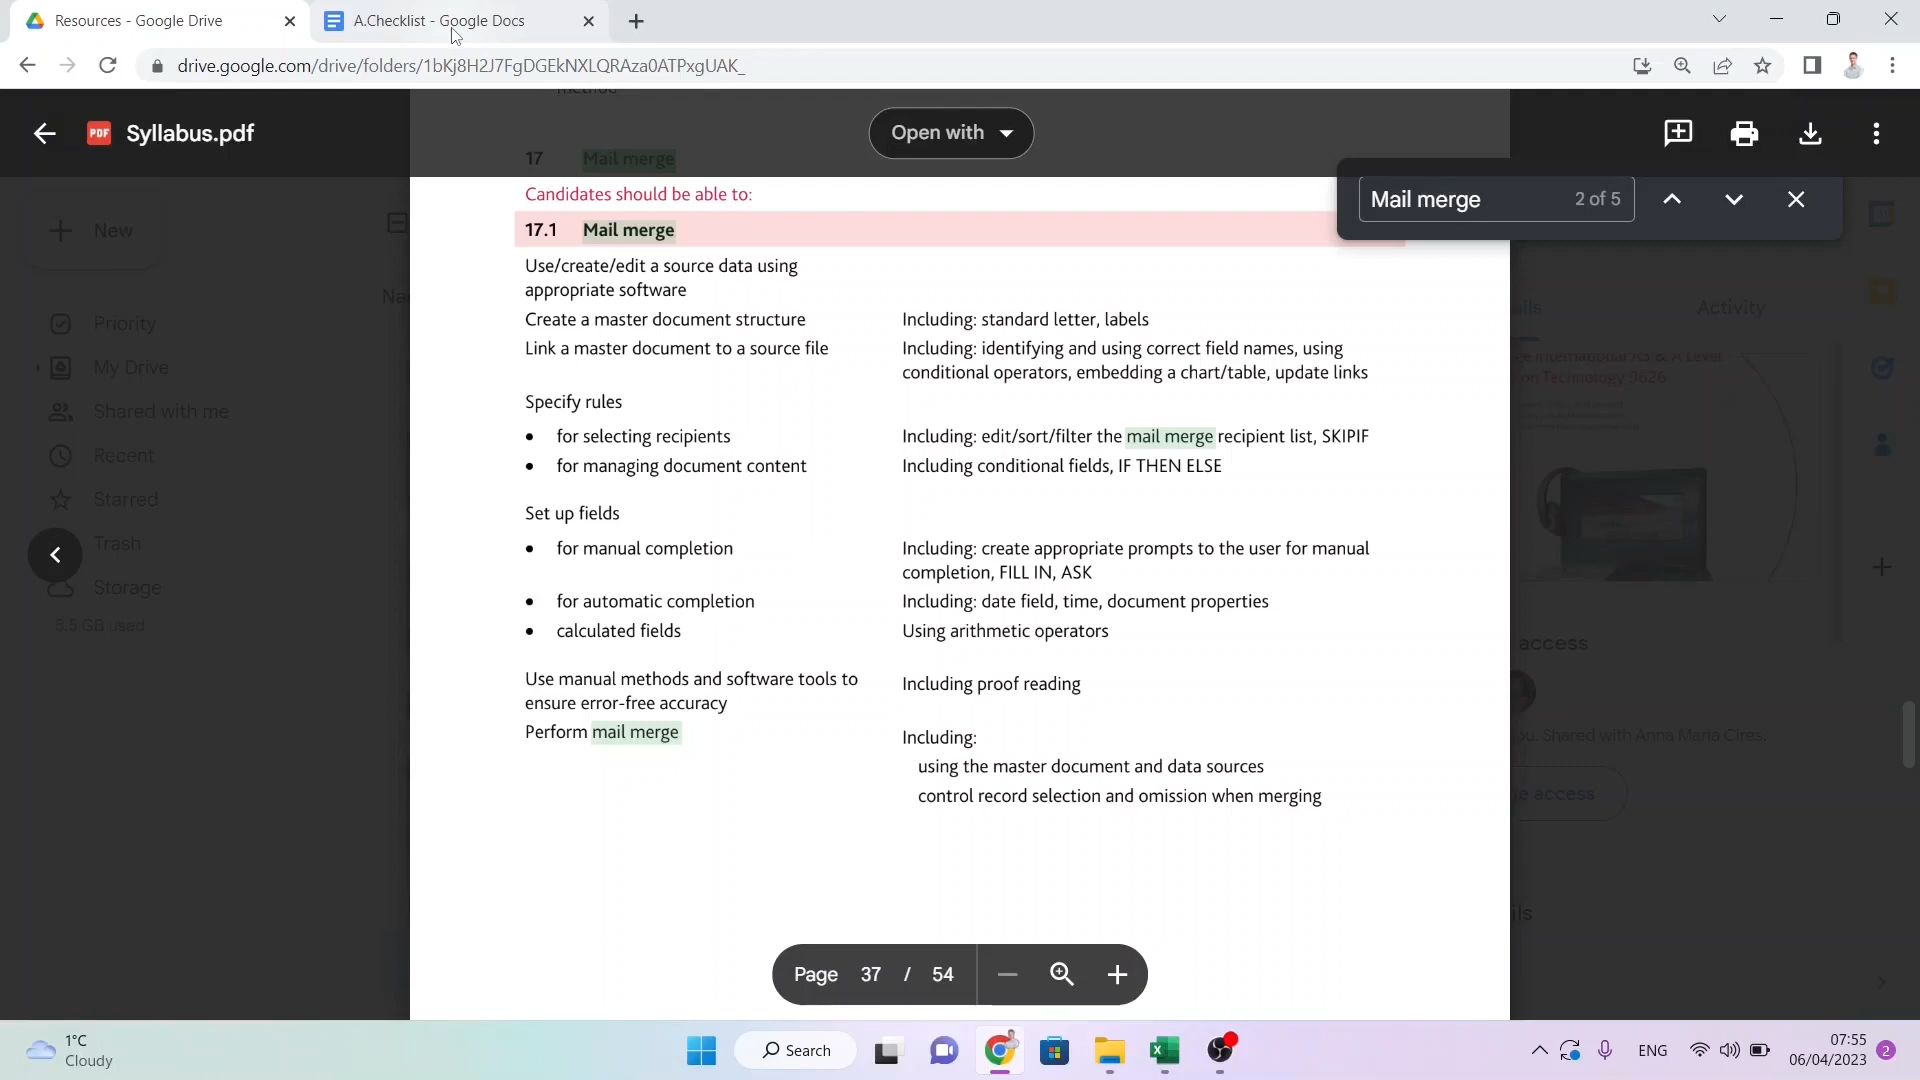 Resources - Google Drive
A.Checklist - Google Docs
drive.google.com/drive/folders/1bKj8H2J7FgDGEkNXLQRAza0ATPxgUAK_
PDF Syllabus.pdf
Open with
Mail merge 2 of 5
17 Mail merge
Candidates should be able to:
17.1 Mail merge
Use/create/edit a source data using
appropriate software
Create a master document structure
Including: standard letter, labels
Link a master document to a source file
Including: identifying and using correct field names, using
conditional operators, embedding a chart/table, update links
Specify rules
• for selecting recipients
Including: edit/sort/filter the mail merge recipient list, SKIPIF
• for managing document content
Including conditional fields, IF THEN ELSE
Set up fields
• for manual completion
Including: create appropriate prompts to the user for manual
completion, FILL IN, ASK
• for automatic completion
Including: date field, time, document properties
• calculated fields
Using arithmetic operators
Use manual methods and software tools to
ensure error-free accuracy
Including proof reading
Perform mail merge
Including:
using the master document and data sources
control record selection and omission when merging
New
Priority
My Drive
Shared with me
Recent
Starred
Trash
Storage
Activity
access
Shared with Anna Maria Cires.
access
Page 37 / 54
1°C
Cloudy
Search
ENG
07:55
06/04/2023
2